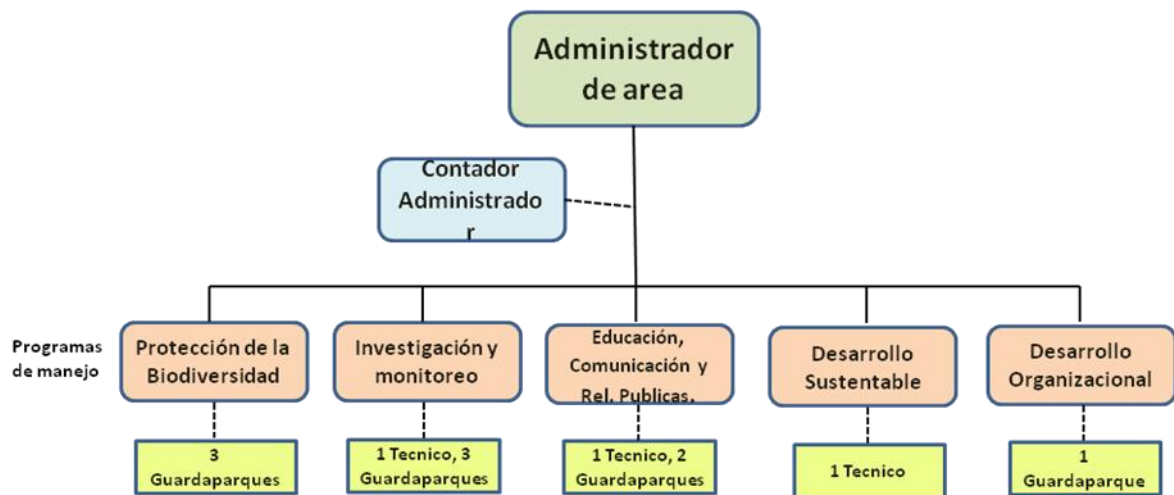 Administrador
de area
Contador
Administrado
r
Programas
de manejo
Protección de la
Biodiversidad
Investigación y
monitoreo
Educación,
Comunicación y
Rel. Publicas.
Desarrollo
Sustentable
Desarrollo
Organizacional
3
Guardaparques
1 Tecnico, 3
Guardaparques
1 Tecnico, 2
Guardaparques
1 Tecnico
1
Guardaparque